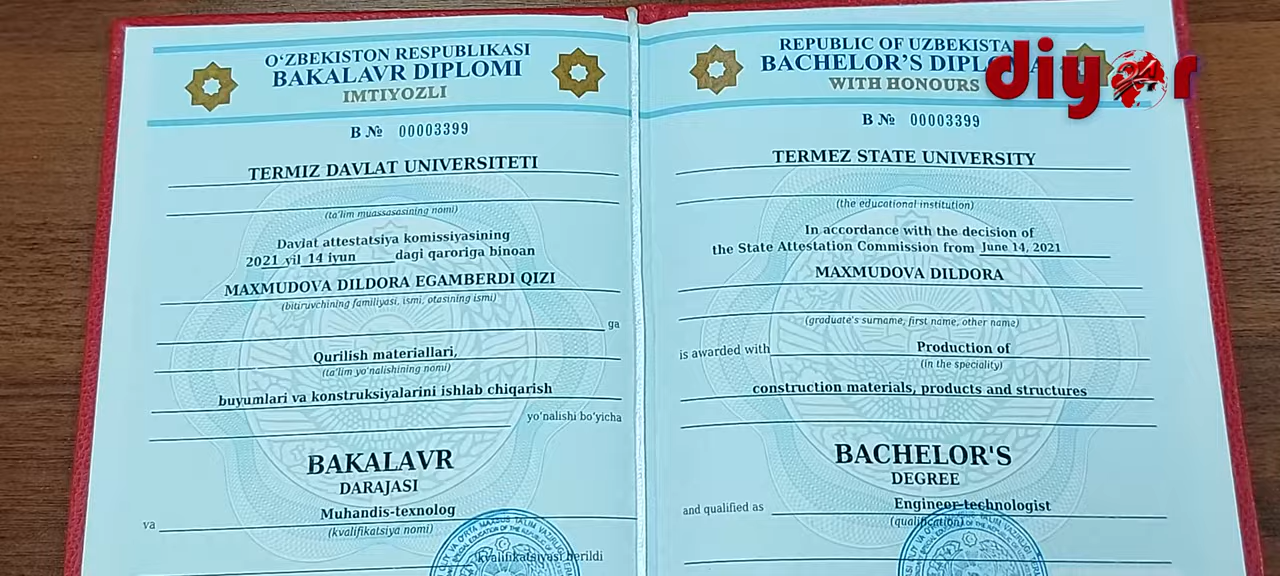 O‘ZBEKISTON RESPUBLIKASI
BAKALAVR DIPLOMI
IMTIYOZLI
B № 00003399
TERMIZ DAVLAT UNIVERSITETI
(ta'lim muassasasining nomi)
Davlat attestatsiya komissiyasining
2021 yil 14 iyun dagi qaroriga binoan
MAXMUDOVA DILDORA EGAMBERDI QIZI
(bitiruvchining familiyasi, ismi, otasining ismi)
ga
Qurilish materiallari,
(ta'lim yo'nalishining nomi)
buyumlari va konstruksiyalarini ishlab chiqarish
yo'nalishi bo'yicha
BAKALAVR
DARAJASI
Muhandis-texnolog
va
(kvalifikatsiya nomi)
kvalifikatsiyasi berildi
REPUBLIC OF UZBEKISTA
BACHELOR'S DIPLOMA
WITH HONOURS
diyor 24
B № 00003399
TERMEZ STATE UNIVERSITY
(the educational institution)
In accordance with the decision of
the State Attestation Commission from June 14, 2021
MAXMUDOVA DILDORA
(graduate's surname, first name, other name)
is awarded with Production of
(in the speciality)
construction materials, products and structures
BACHELOR'S
DEGREE
and qualified as Engineer-technologist
(qualification)